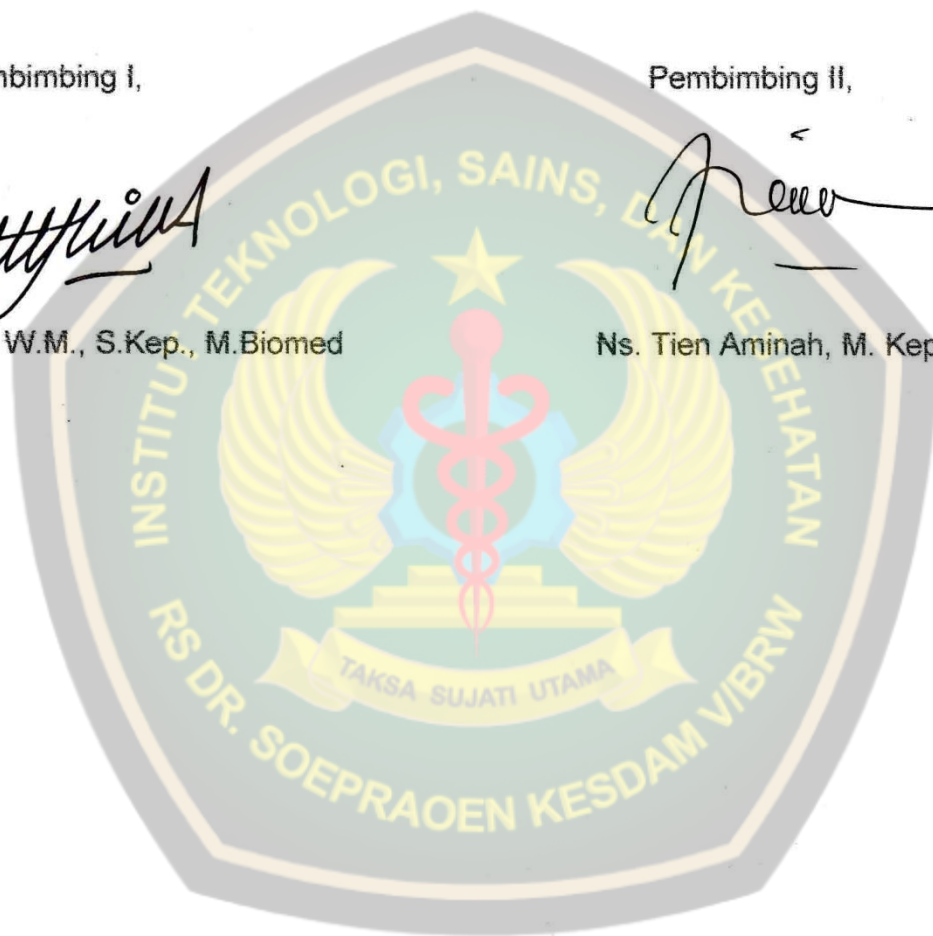 mbimbing I,
Pembimbing II,
W.M., S.Kep., M.Biomed
Ns. Tien Aminah, M. Kep
INSTITUT TEKNOLOGI, SAINS, DAN KESEHATAN
TAKSA SUJATI UTAMA
RS DR. SOEPRAOEN KESDAM V/BRW